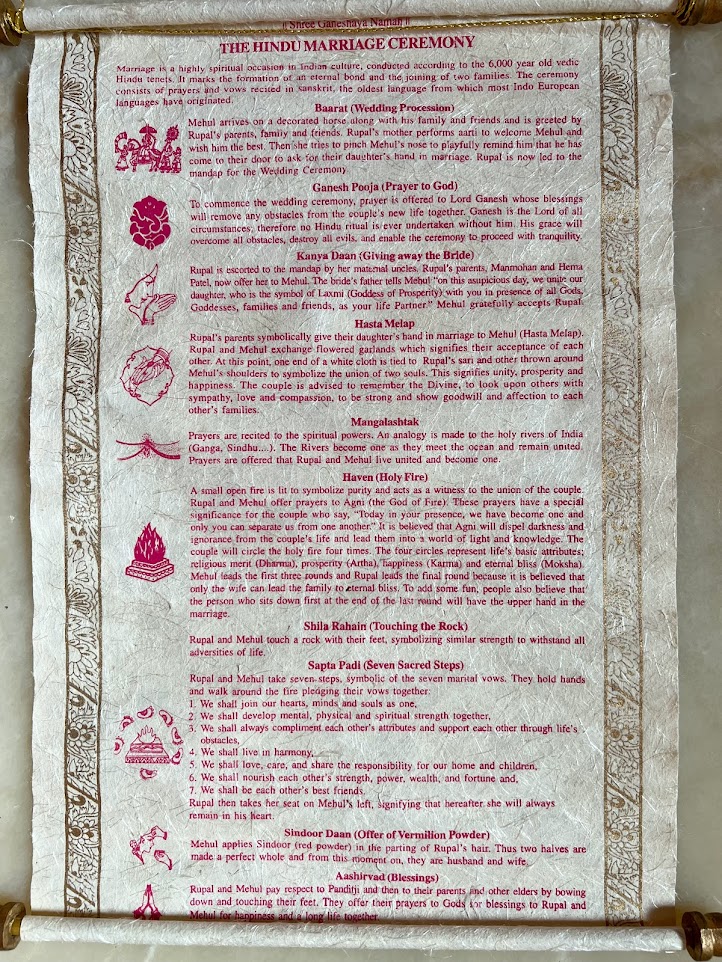 || Shree Ganeshaya Namah ||
THE HINDU MARRIAGE CEREMONY
Marriage is a highly spiritual occasion in Indian culture, conducted according to the 6,000 year old vedic
Hindu tenets. It marks the formation of an eternal bond and the joining of two families. The ceremony
consists of prayers and vows recited in sanskrit, the oldest language from which most Indo European
languages have originated.
Baarat (Wedding Procession)
Mehul arrives on a decorated horse along with his family and friends and is greeted by
Rupal's parents, family and friends. Rupal's mother performs aarti to welcome Mehul and
wish him the best. Then she tries to pinch Mehul's nose to playfully remind him that he has
come to their door to ask for their daughter's hand in marriage. Rupal is now led to the
mandap for the Wedding Ceremony
Ganesh Pooja (Prayer to God)
To commence the wedding ceremony, prayer is offered to Lord Ganesh whose blessings
will remove any obstacles from the couple's new life together. Ganesh is the Lord of all
circumstances, therefore no Hindu ritual is ever undertaken without him. His grace will
overcome all obstacles, destroy all evils, and enable the ceremony to proceed with tranquility.
Kanya Daan (Giving away the Bride)
Rupal is escorted to the mandap by her maternal uncles. Rupal's parents, Manmohan and Hema
Patel, now offer her to Mehul. The bride's father tells Mehul "on this asupicious day, we unite our
daughter, who is the symbol of Laxmi (Goddess of Prosperity) with you in presence of all Gods,
Goddesses, families and friends, as your life Partner." Mehul gratefully accepts Rupal.
Hasta Melap
Rupal's parents symbolically give their daughter's hand in marriage to Mehul (Hasta Melap).
Rupal and Mehul exchange flowered garlands which signifies their acceptance of each
other. At this point, one end of a white cloth is tied to Rupal's sari and other thrown around
Mehul's shoulders to symbolize the union of two souls. This signifies unity, prosperity and
happiness. The couple is advised to remember the Divine, to look upon others with
sympathy, love and compassion, to be strong and show goodwill and affection to each
other's families.
Mangalashtak
Prayers are recited to the spiritual powers. An analogy is made to the holy rivers of India
(Ganga, Sindhu....). The Rivers become one as they meet the ocean and remain united.
Prayers are offered that Rupal and Mehul live united and become one.
Haven (Holy Fire)
A small open fire is lit to symbolize purity and acts as a witness to the union of the couple.
Rupal and Mehul offer prayers to Agni (the God of Fire). These prayers have a special
significance for the couple who say, "Today in your presence, we have become one and
only you can separate us from one another." It is believed that Agni will dispel darkness and
ignorance from the couple's life and lead them into a world of light and knowledge. The
couple will circle the holy fire four times. The four circles represent life's basic attributes;
religious merit (Dharma), prosperity (Artha), happiness (Karma) and eternal bliss (Moksha).
Mehul leads the first three rounds and Rupal leads the final round because it is believed that
only the wife can lead the family to eternal bliss. To add some fun, people also believe that
the person who sits down first at the end of the last round will have the upper hand in the
marriage.
Shila Rahain (Touching the Rock)
Rupal and Mehul touch a rock with their feet, symbolizing similar strength to withstand all
adversities of life.
Sapta Padi (Seven Sacred Steps)
Rupal and Mehul take seven steps, symbolic of the seven marital vows. They hold hands
and walk around the fire pledging their vows together:
1. We shall join our hearts, minds and souls as one,
2. We shall develop mental, physical and spiritual strength together,
3. We shall always compliment each other's attributes and support each other through life's
obstacles,
4. We shall live in harmony,
5. We shall love, care, and share the responsibility for our home and children,
6. We shall nourish each other's strength, power, wealth, and fortune and,
7. We shall be each other's best friends.
Rupal then takes her seat on Mehul's left, signifying that hereafter she will always
remain in his heart.
Sindoor Daan (Offer of Vermilion Powder)
Mehul applies Sindoor (red powder) in the parting of Rupal's hair. Thus two halves are
made a perfect whole and from this moment on, they are husband and wife.
Aashirvad (Blessings)
Rupal and Mehul pay respect to Panditji and then to their parents and other elders by bowing
down and touching their feet. They offer their prayers to Gods for blessings to Rupal and
Mehul for happiness and a long life together.